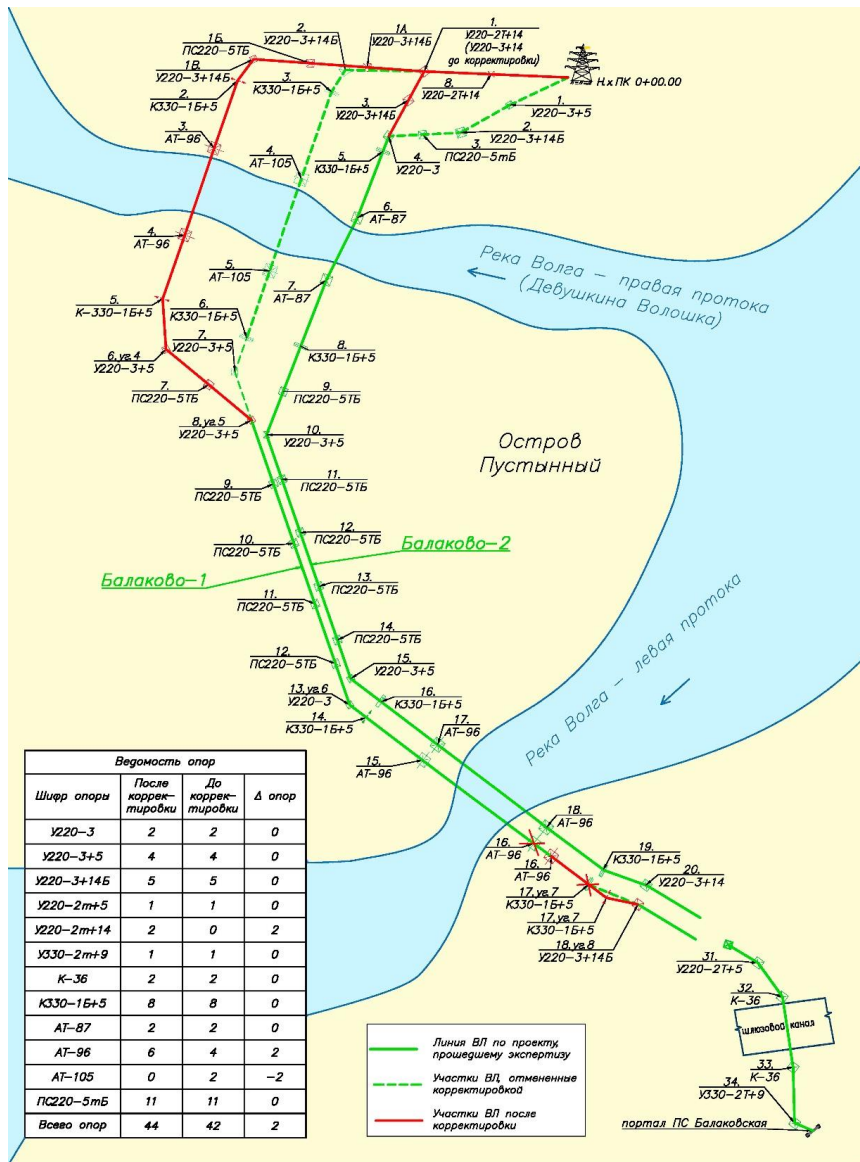 2.
У220-3+14Б
1А
У220-3+14Б
1.
У220-2Т+14
(У220-3+14
до корректировки)
1Б.
ПС220-5ТБ
1В.
У220-3+14Б
2.
К330-1Б+5
3.
К330-1Б+5
3.
У220-3+14Б
8.
У220-2Т+14
Н.х ПК 0+00.00
1.
У220-3+5
2.
У220-3+14Б
3.
ПС220-5тБ
4.
У220-3
5.
К330-1Б+5
3.
АТ-96
4.
АТ-105
6.
АТ-87
4.
АТ-96
5.
АТ-105
7.
АТ-87
Река Волга - правая протока
(Девушкина Волошка)
5.
К-330-1Б+5
6.
К330-1Б+5
7.
У220-3+5
8.
К330-1Б+5
6.уг.4
У220-3+5
7.
ПС220-5ТБ
9.
ПС220-5ТБ
8.уг.5
У220-3+5
10.
У220-3+5
Остров
Пустынный
9.
ПС220-5ТБ
11.
ПС220-5ТБ
10.
ПС220-5ТБ
12.
ПС220-5ТБ
Балаково-2
Балаково-1
13.
ПС220-5ТБ
11.
ПС220-5ТБ
14.
ПС220-5ТБ
12.
ПС220-5ТБ
15.
У220-3+5
13.уг.6
У220-3
16.
К330-1Б+5
14.
К330-1Б+5
17.
АТ-96
15.
АТ-96
Река Волга - левая протока
18.
АТ-96
16.
АТ-96
16.
АТ-96
19.
К330-1Б+5
17.уг.7
К330-1Б+5
20.
У220-3+14
17.уг.7
К330-1Б+5
18.уг.8
У220-3+14Б
31.
У220-2Т+5
32.
К-36
шлюзовой канал
33.
К-36
34.
У330-2Т+9
портал ПС Балаковская
Ведомость опор
Шифр опоры После коррек-тировки До коррек-тировки Δ опор
У220-3 2 2 0
У220-3+5 4 4 0
У220-3+14Б 5 5 0
У220-2т+5 1 1 0
У220-2т+14 2 0 2
У330-2т+9 1 1 0
К-36 2 2 0
К330-1Б+5 8 8 0
АТ-87 2 2 0
АТ-96 6 4 2
АТ-105 0 2 -2
ПС220-5тБ 11 11 0
Всего опор 44 42 2
Линия ВЛ по проекту,
прошедшему экспертизу
Участки ВЛ, отмененные
корректировкой
Участки ВЛ после
корректировки